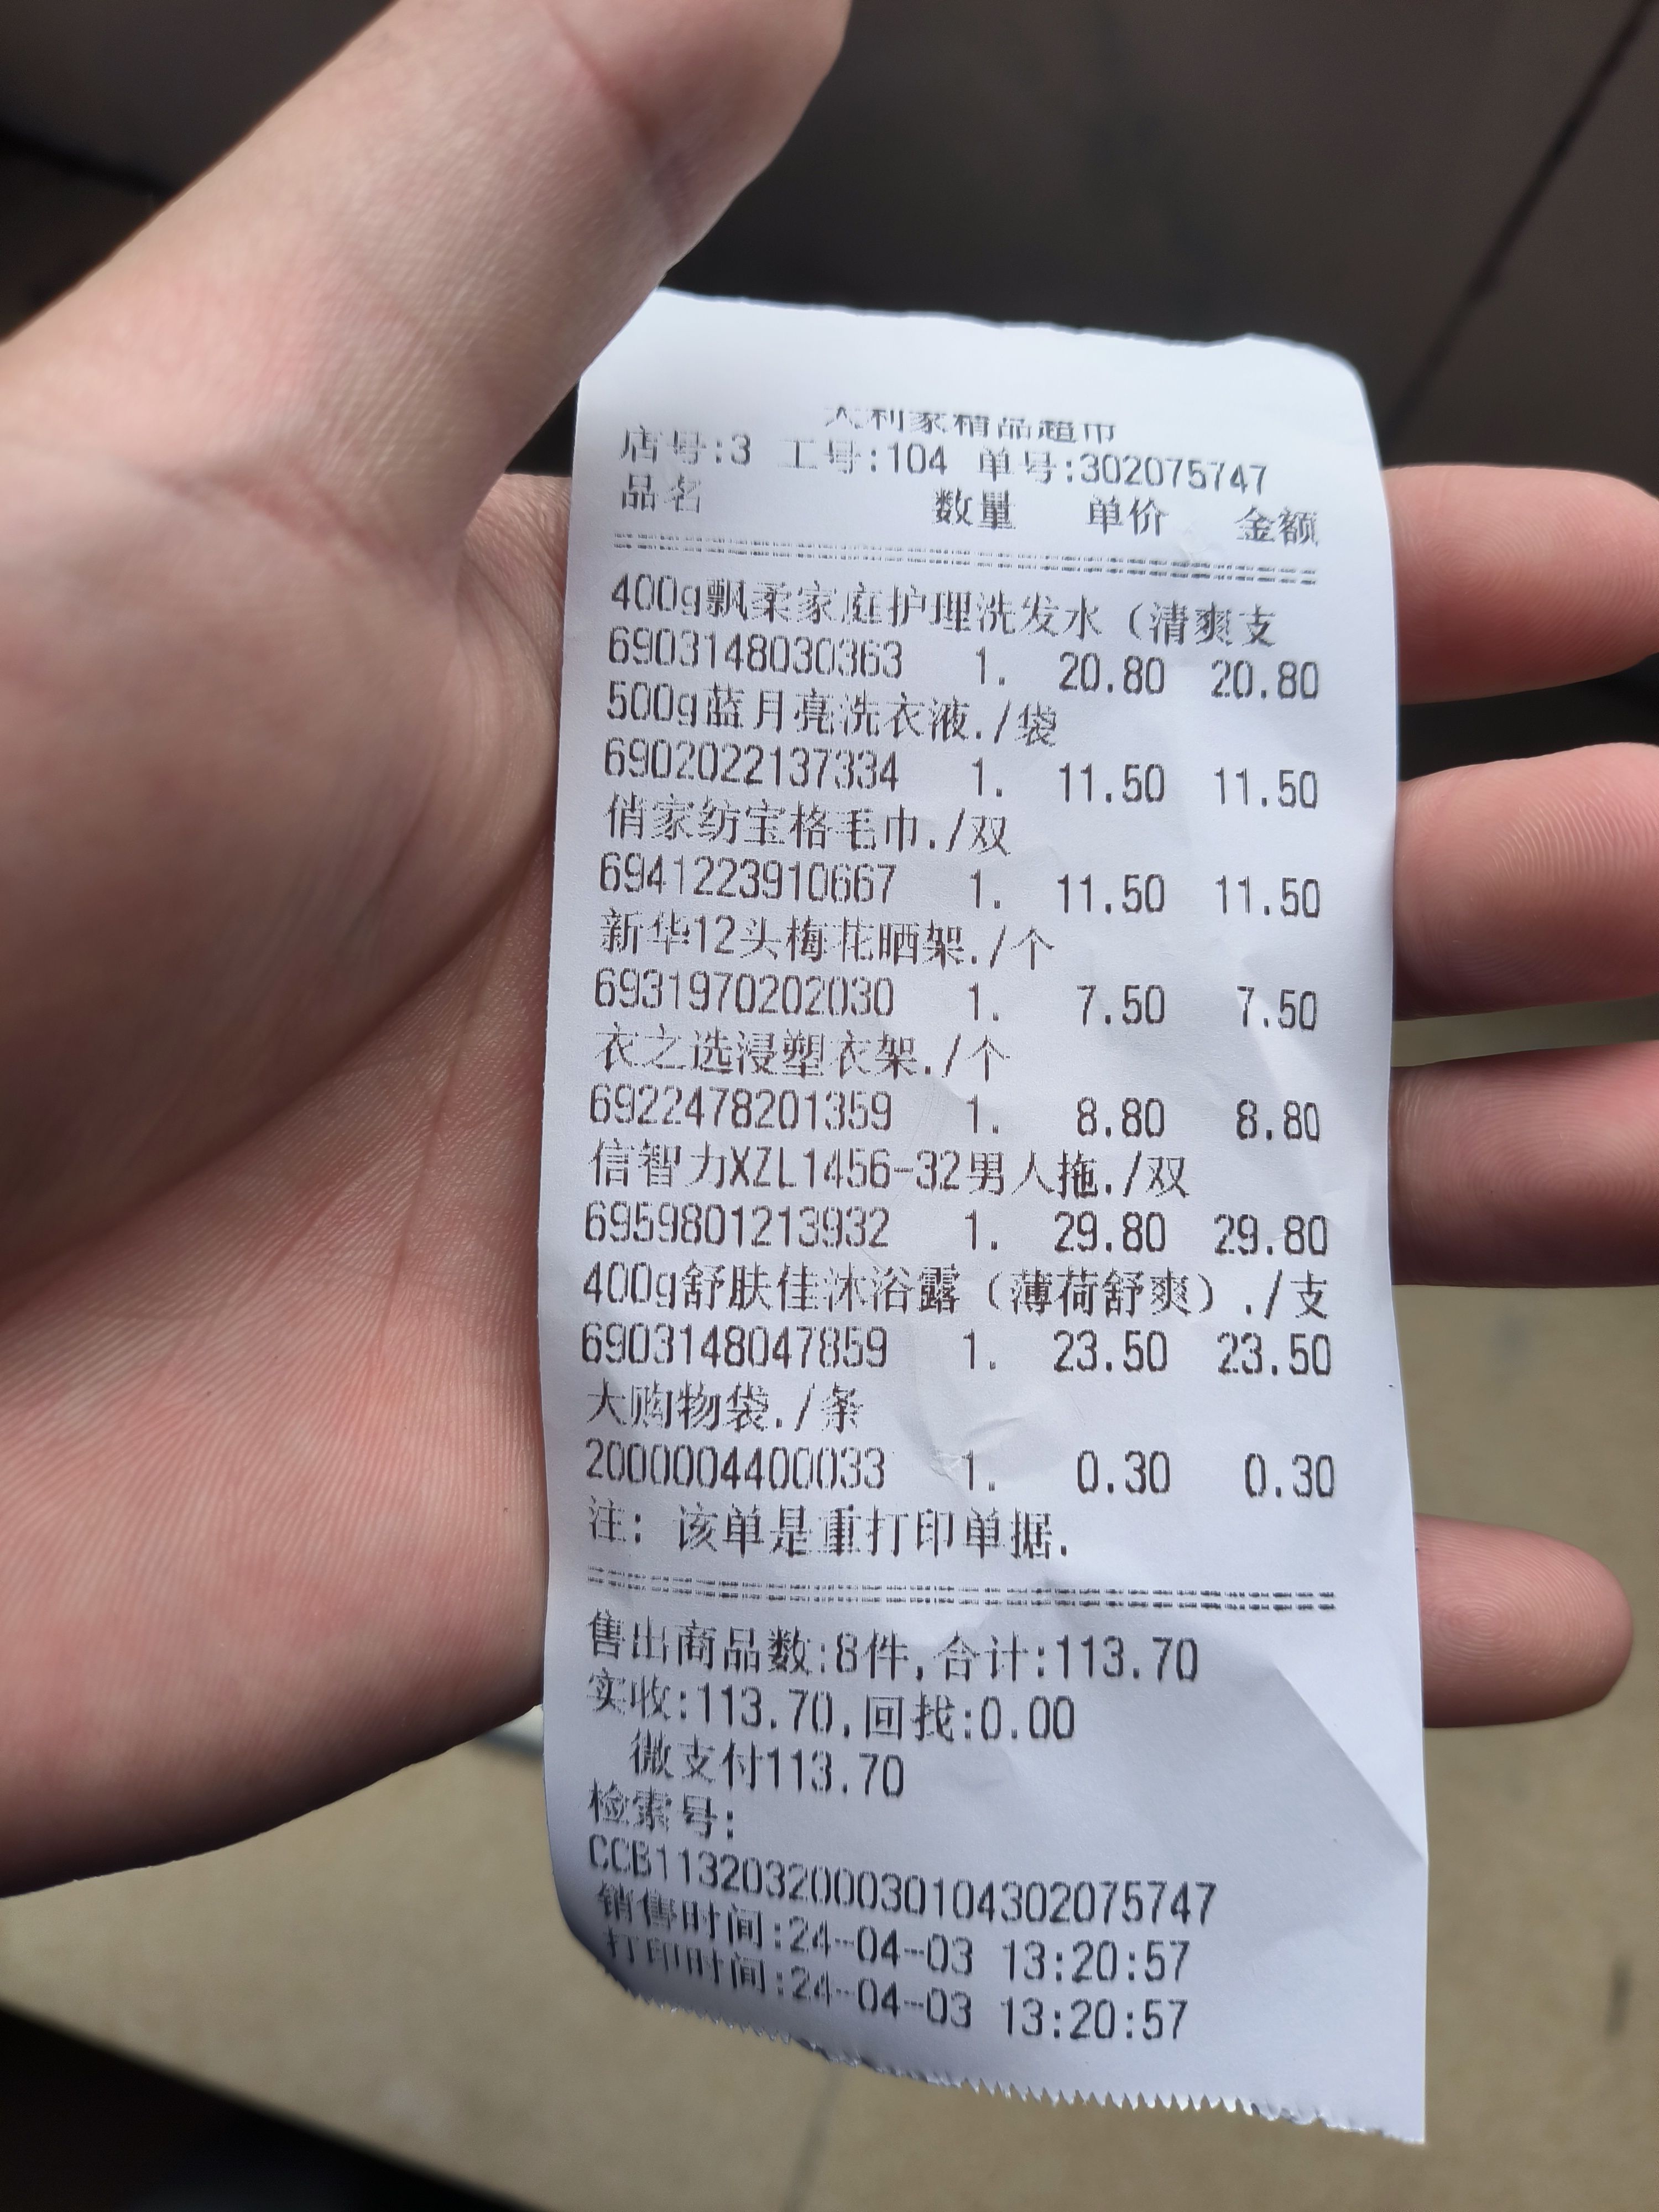 大利家精品超市
店号:3 工号:104 单号:302075747
品名 数量 单价 金额
400g飘柔家庭护理洗发水（清爽支
6903148030363 1. 20.80 20.80
500g蓝月亮洗衣液./袋
6902022137334 1. 11.50 11.50
俏家纺宝格毛巾./双
6941223910667 1. 11.50 11.50
新华12头梅花晒架./个
6931970202030 1. 7.50 7.50
衣之选浸塑衣架./个
6922478201359 1. 8.80 8.80
信智力XZL1456-32男人拖./双
6959801213932 1. 29.80 29.80
400g舒肤佳沐浴露（薄荷舒爽）./支
6903148047859 1. 23.50 23.50
大购物袋./条
2000004400033 1. 0.30 0.30
注: 该单是重打印单据.
售出商品数:8件,合计:113.70
实收:113.70,回找:0.00
微支付113.70
检索号:
CCB113203200030104302075747
销售时间:24-04-03 13:20:57
打印时间:24-04-03 13:20:57